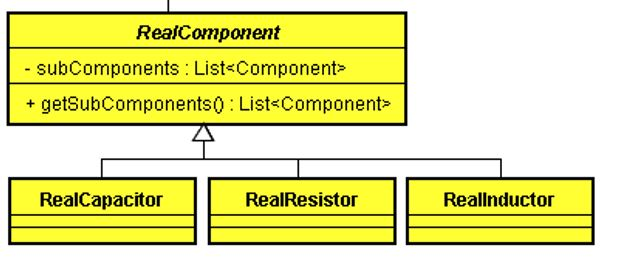 RealComponent
- subComponents : List<Component>
+ getSubComponents() : List<Component>
RealCapacitor
RealResistor
RealInductor